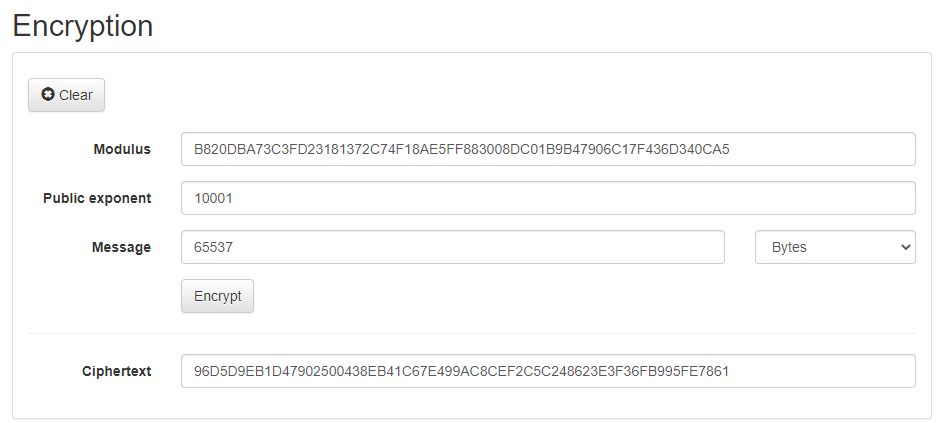 Encryption
Clear
Modulus B820DBA73C3FD23181372C74F18AE5FF883008DC01B9B47906C17F436D340CA5
Public exponent 10001
Message 65537 Bytes
Encrypt
Ciphertext 96D5D9EB1D47902500438EB41C67E499AC8CEF2C5C248623E3F36FB995FE7861